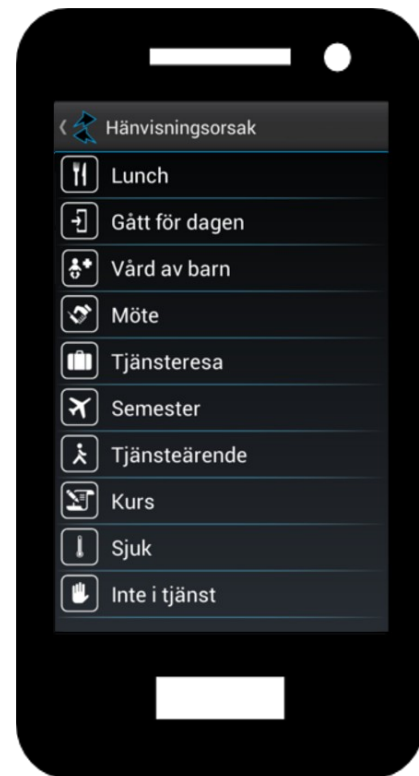 Hänvisningsorsak
Lunch
Gått för dagen
Vård av barn
Möte
Tjänsteresa
Semester
Tjänsteärende
Kurs
Sjuk
Inte i tjänst